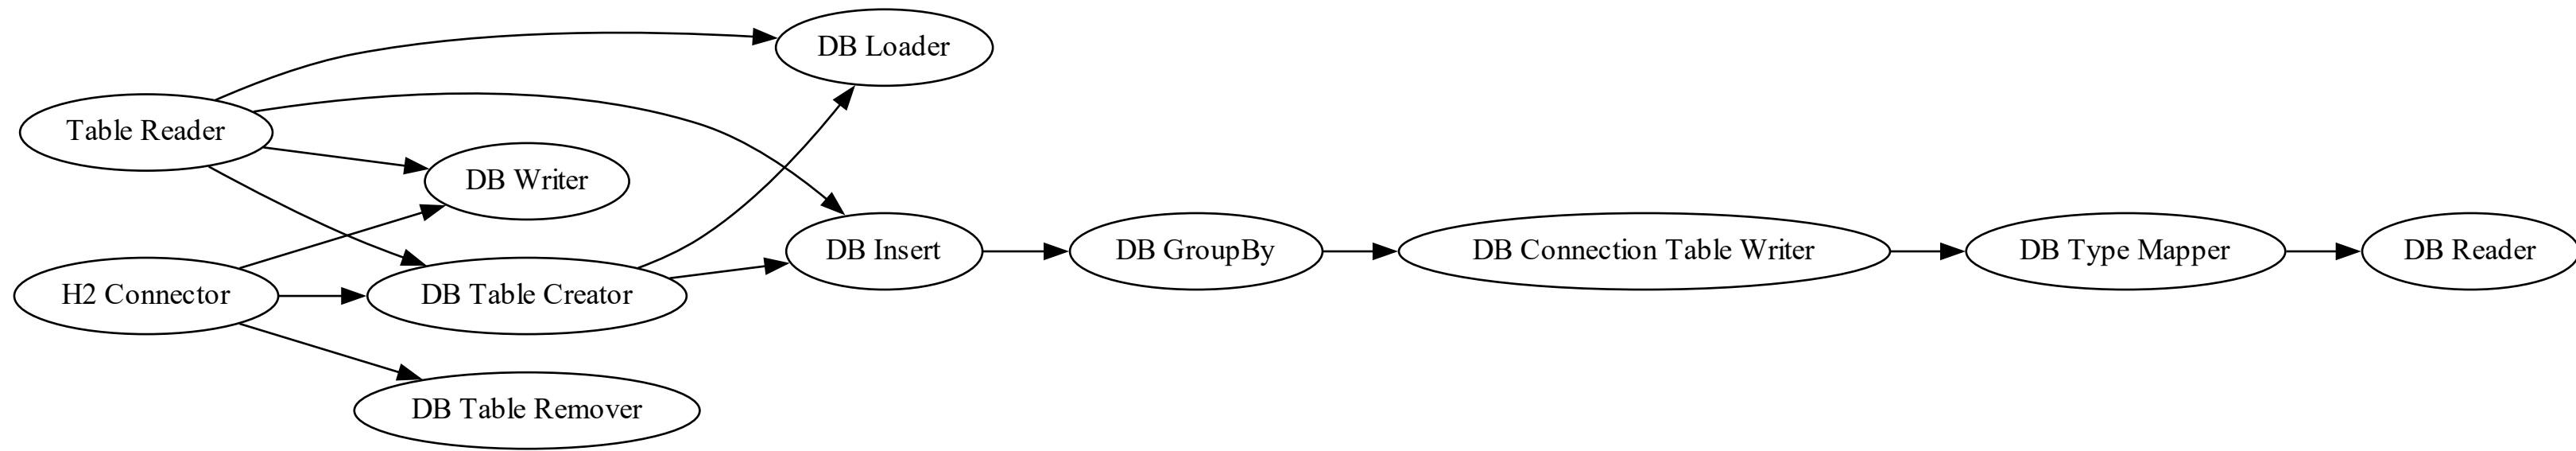 DB Loader
Table Reader
DB Writer
DB Insert
DB GroupBy
DB Connection Table Writer
DB Type Mapper
DB Reader
H2 Connector
DB Table Creator
DB Table Remover